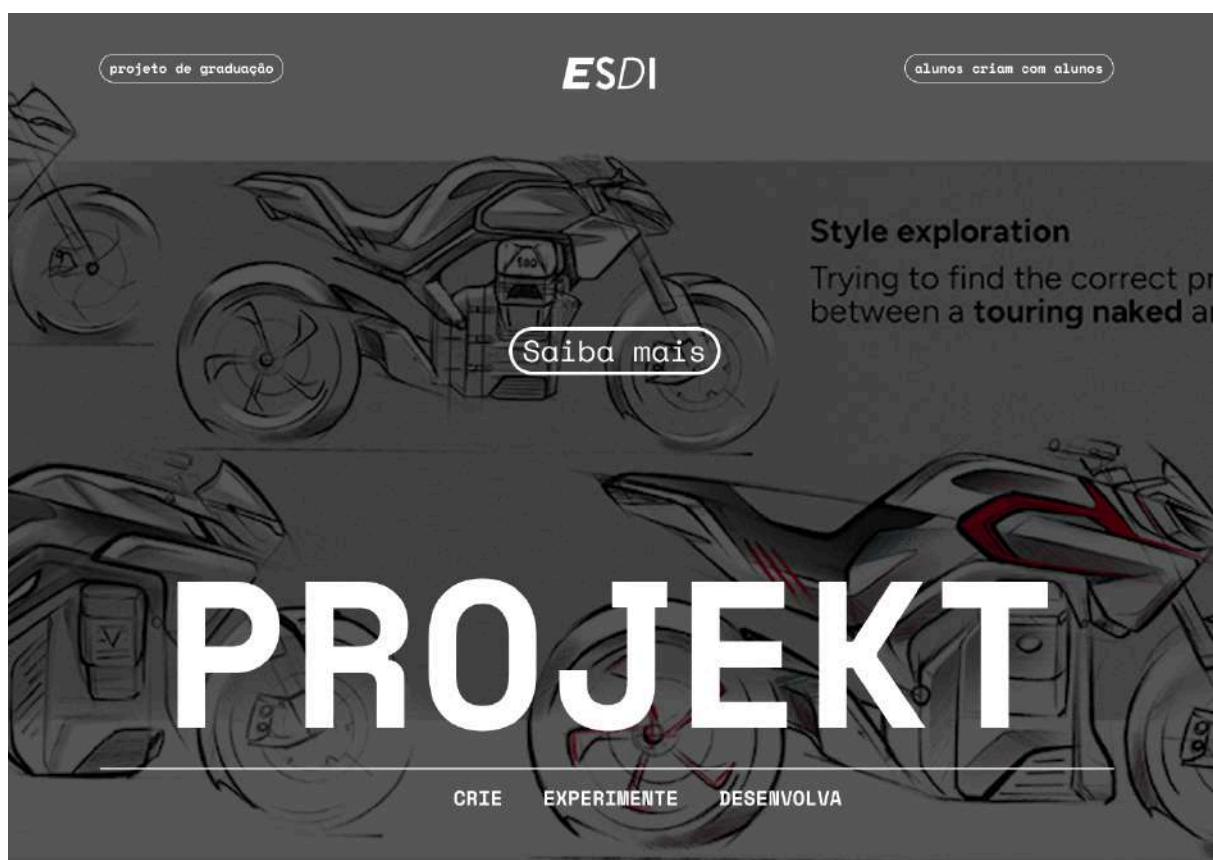 projeto de graduação
ESDI
alunos criam com alunos
Style exploration
Trying to find the correct pr
between a touring naked a
Saiba mais
PROJEKT
CRIE EXPERIMENTE DESENVOLVA